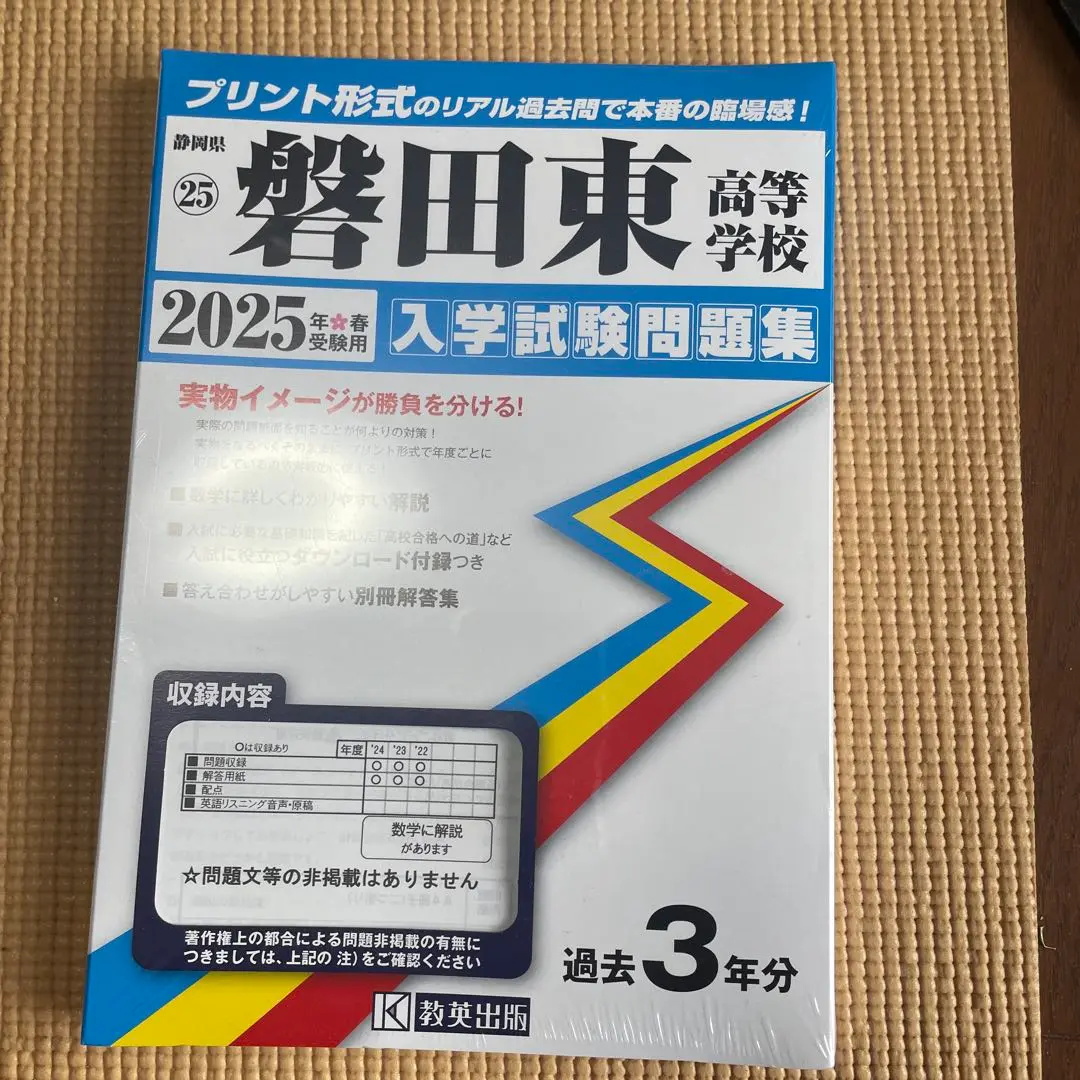 プリント形式のリアル過去問で本番の臨場感！
静岡県
㉕
磐田東
高等
学校
2025年春
受験用
入学試験問題集
実物イメージが勝負を分ける！
実際の問題紙面を知ることが何よりの対策！
プリント形式で年度ごとに
■数学に詳しくわかりやすい解説
■入試に必要な基礎知識を記した「高校合格への道」など
入試に役立つダウンロード付録つき
■答え合わせがしやすい別冊解答集
収録内容
○は収録あり 年度 '24 '23 '22
■問題収録 ○ ○ ○
■解答用紙 ○ ○ ○
■配点
■英語リスニング音声・原稿
数学に解説
があります
☆問題文等の非掲載はありません
著作権上の都合による問題非掲載の有無に
つきましては、上記の 注）をご確認ください
過去3年分
K 教英出版